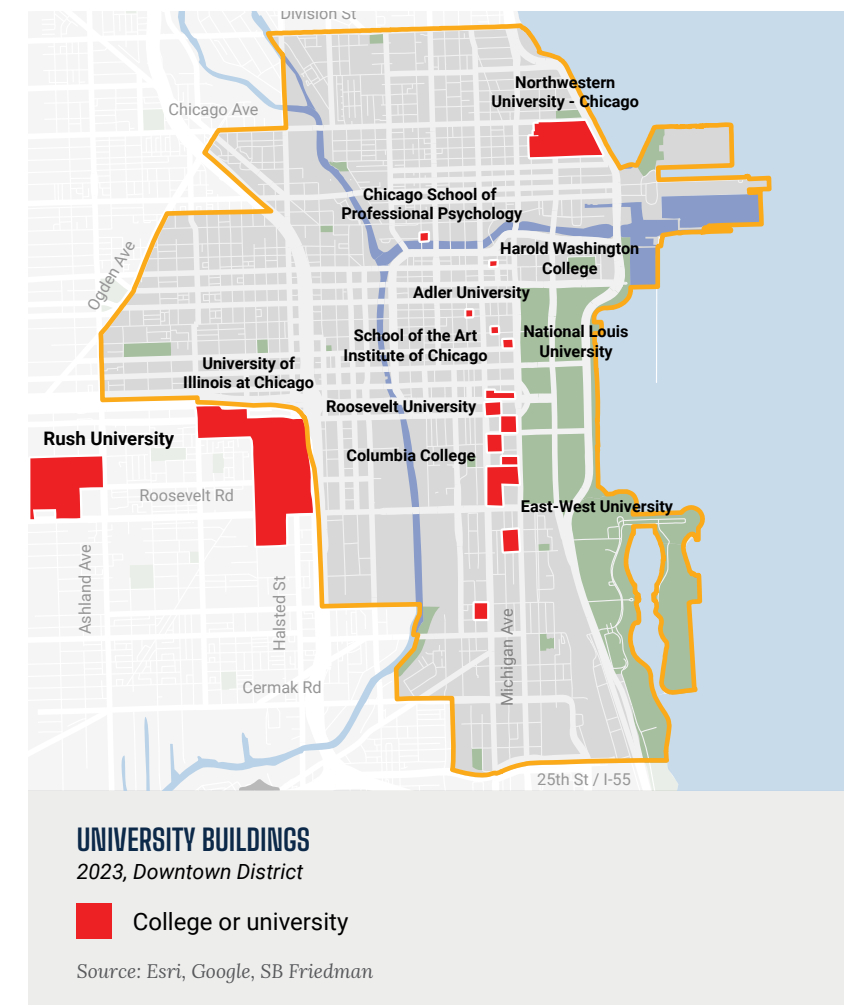 Division St
Northwestern
University - Chicago
Chicago Ave
Chicago School of
Professional Psychology
Harold Washington
College
Ogden Ave
Adler University
School of the Art
Institute of Chicago
National Louis
University
University of
Illinois at Chicago
Roosevelt University
Rush University
Columbia College
Roosevelt Rd
East-West University
Ashland Ave
Halsted St
Michigan Ave
Cermak Rd
25th St / I-55
UNIVERSITY BUILDINGS
2023, Downtown District
College or university
Source: Esri, Google, SB Friedman